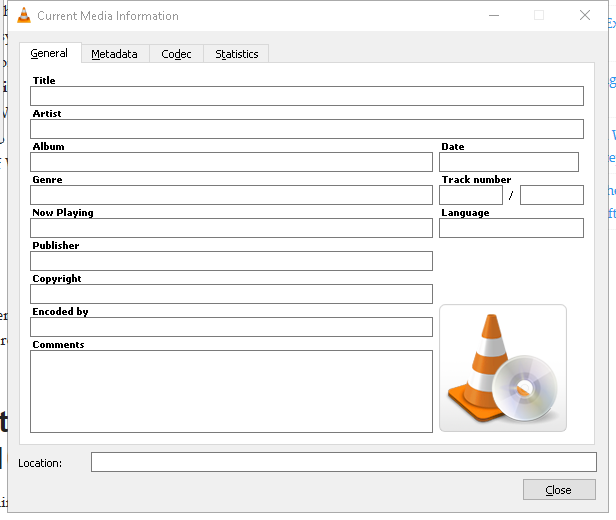 Current Media Information
General Metadata Codec Statistics
Title
Artist
Album Date
Genre Track number
/
Now Playing Language
Publisher
Copyright
Encoded by
Comments
Location:
Close